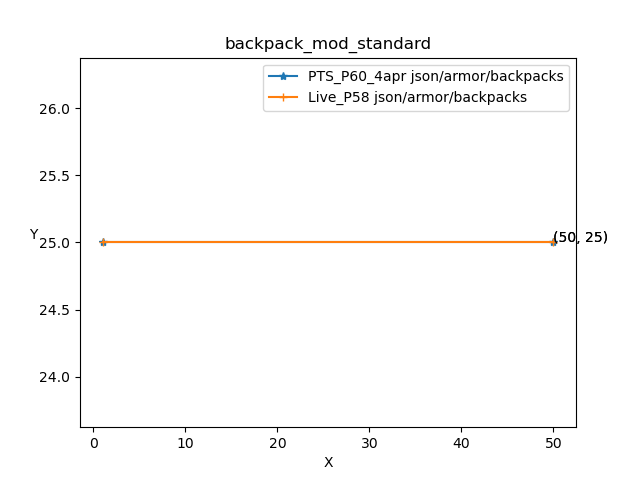 backpack_mod_standard
PTS_P60_4apr json/armor/backpacks
Live_P58 json/armor/backpacks
26.0
25.5
Y
25.0
(50, 25)
24.5
24.0
0 10 20 30 40 50
X